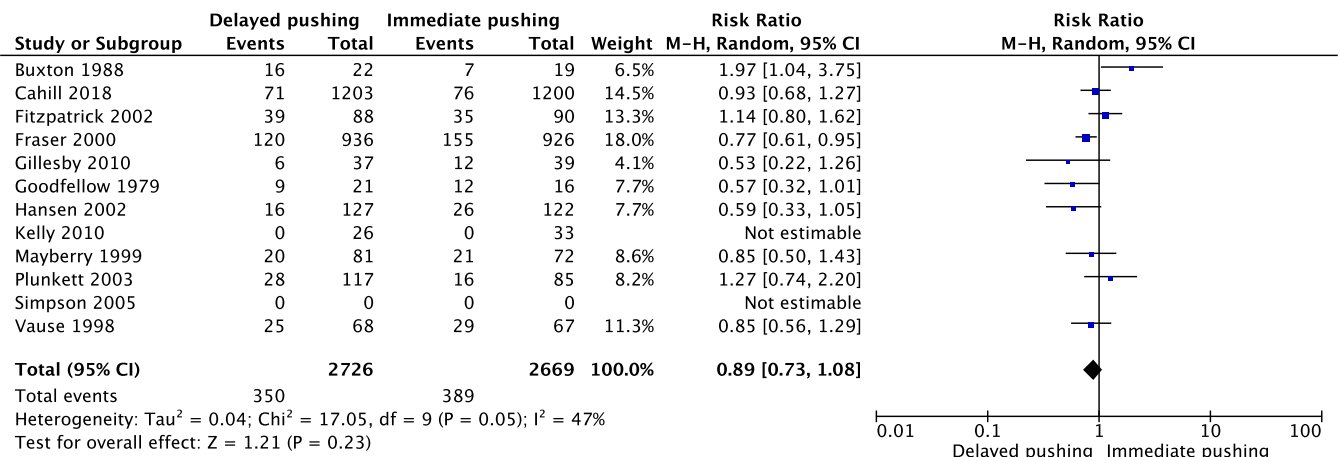 Delayed pushing Immediate pushing Risk Ratio Risk Ratio
Study or Subgroup Events Total Events Total Weight M-H, Random, 95% CI M-H, Random, 95% CI
Buxton 1988 16 22 7 19 6.5% 1.97 [1.04, 3.75]
Cahill 2018 71 1203 76 1200 14.5% 0.93 [0.68, 1.27]
Fitzpatrick 2002 39 88 35 90 13.3% 1.14 [0.80, 1.62]
Fraser 2000 120 936 155 926 18.0% 0.77 [0.61, 0.95]
Gillesby 2010 6 37 12 39 4.1% 0.53 [0.22, 1.26]
Goodfellow 1979 9 21 12 16 7.7% 0.57 [0.32, 1.01]
Hansen 2002 16 127 26 122 7.7% 0.59 [0.33, 1.05]
Kelly 2010 0 26 0 33 Not estimable
Mayberry 1999 20 81 21 72 8.6% 0.85 [0.50, 1.43]
Plunkett 2003 28 117 16 85 8.2% 1.27 [0.74, 2.20]
Simpson 2005 0 0 0 0 Not estimable
Vause 1998 25 68 29 67 11.3% 0.85 [0.56, 1.29]
Total (95% CI) 2726 2669 100.0% 0.89 [0.73, 1.08]
Total events 350 389
Heterogeneity: Tau² = 0.04; Chi² = 17.05, df = 9 (P = 0.05); I² = 47%
Test for overall effect: Z = 1.21 (P = 0.23)
0.01 0.1 1 10 100
Delayed pushing Immediate pushing